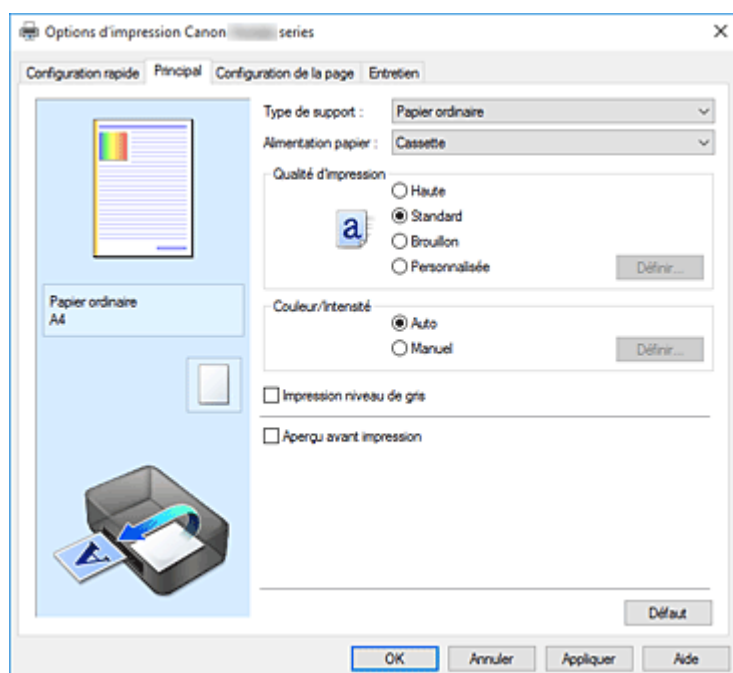 Options d'impression Canon series
Configuration rapide Principal Configuration de la page Entretien
Type de support : Papier ordinaire
Alimentation papier : Cassette
Qualité d'impression
Haute
a Standard
Brouillon
Personnalisée Définir...
Papier ordinaire
A4
Couleur/Intensité
Auto
Manuel Définir...
Impression niveau de gris
Aperçu avant impression
A
Défaut
OK Annuler Appliquer Aide